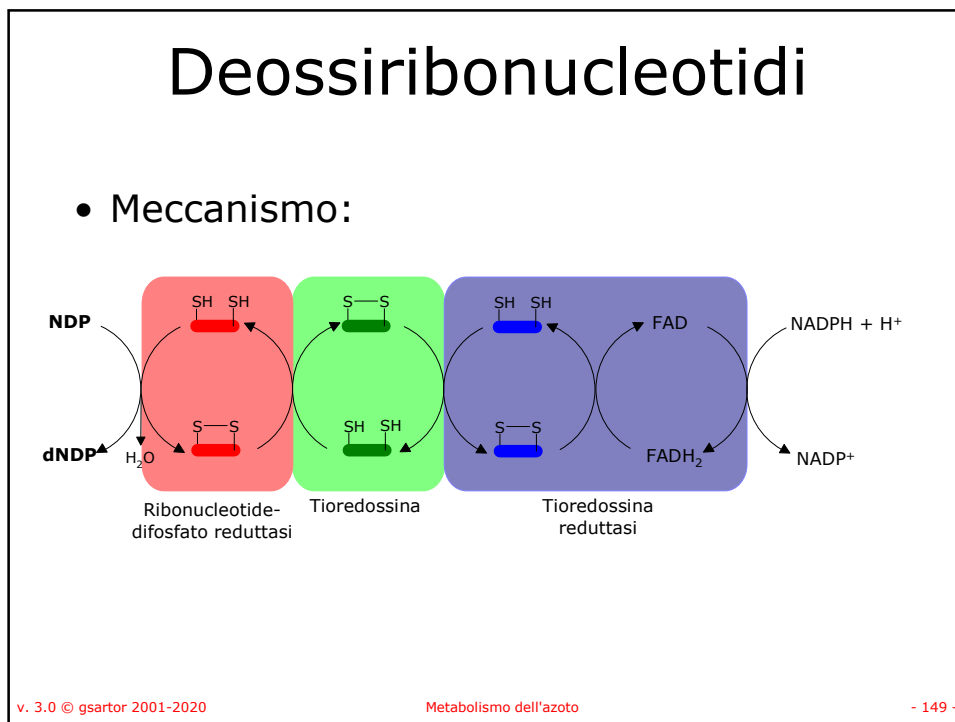 Deossiribonucleotidi
• Meccanismo:
SH SH
S S
SH SH
NDP
FAD
NADPH + H⁺
S S
SH SH
S S
dNDP
H₂O
FADH₂
NADP⁺
Ribonucleotide-
difosfato reduttasi
Tioredossina
Tioredossina
reduttasi
v. 3.0 © gsartor 2001-2020
Metabolismo dell'azoto
- 149 -